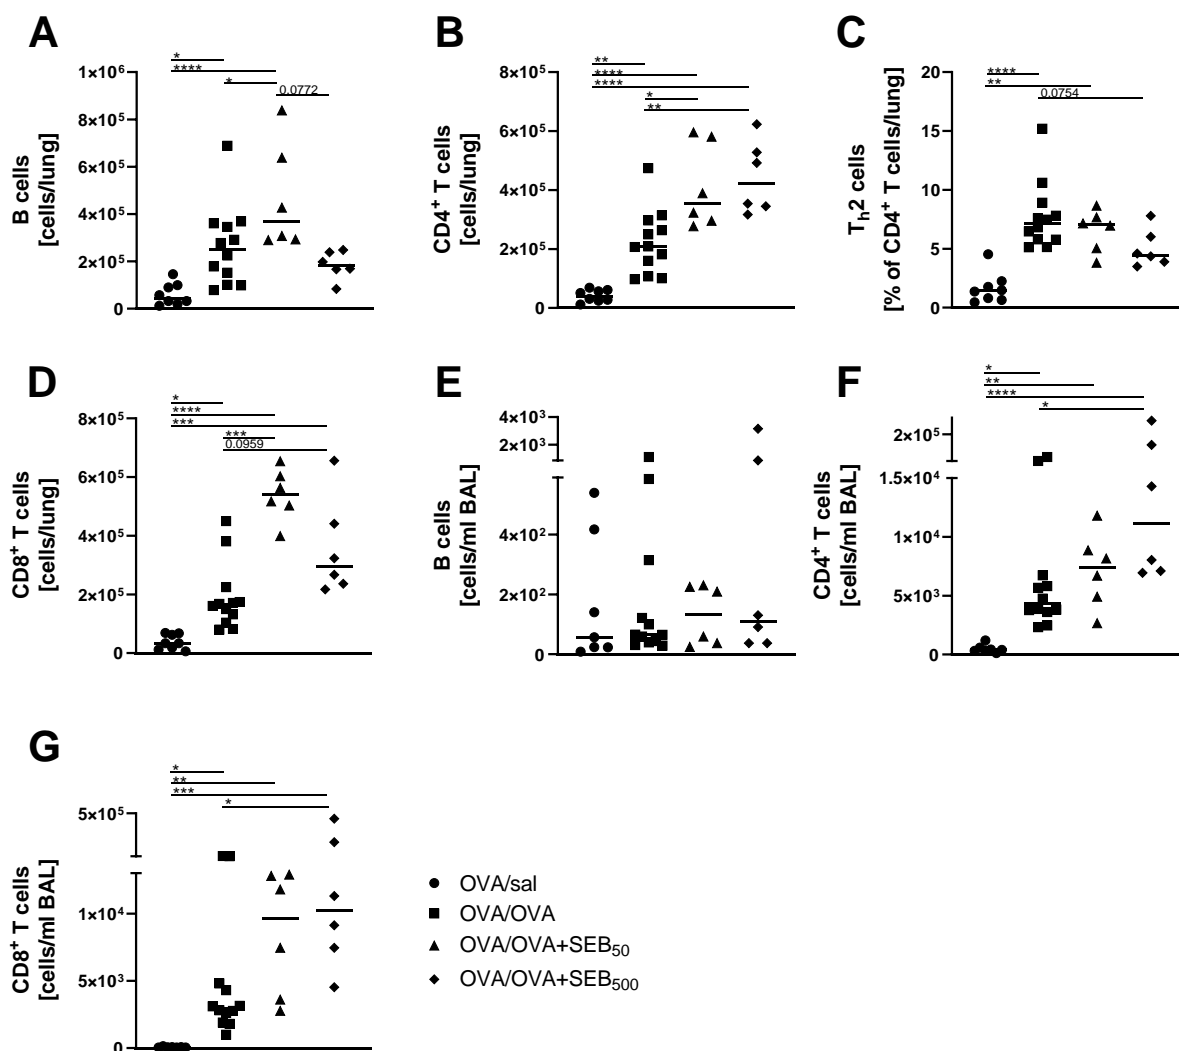 A
B
C
*
****
*
0.0772
1×10⁶
8×10⁵
6×10⁵
4×10⁵
2×10⁵
0
B cells
[cells/lung]
**
****
****
*
**
8×10⁵
6×10⁵
4×10⁵
2×10⁵
0
CD4⁺ T cells
[cells/lung]
****
**
0.0754
20
15
10
5
0
Tₕ2 cells
[% of CD4⁺ T cells/lung]
D
E
F
*
****
***
***
0.0959
8×10⁵
6×10⁵
4×10⁵
2×10⁵
0
CD8⁺ T cells
[cells/lung]
4×10³
2×10³
4×10²
2×10²
0
B cells
[cells/ml BAL]
*
**
****
*
2×10⁵
1.5×10⁴
1×10⁴
5×10³
0
CD4⁺ T cells
[cells/ml BAL]
G
*
**
***
*
5×10⁵
1×10⁴
5×10³
0
CD8⁺ T cells
[cells/ml BAL]
OVA/sal
OVA/OVA
OVA/OVA+SEB₅₀
OVA/OVA+SEB₅₀₀